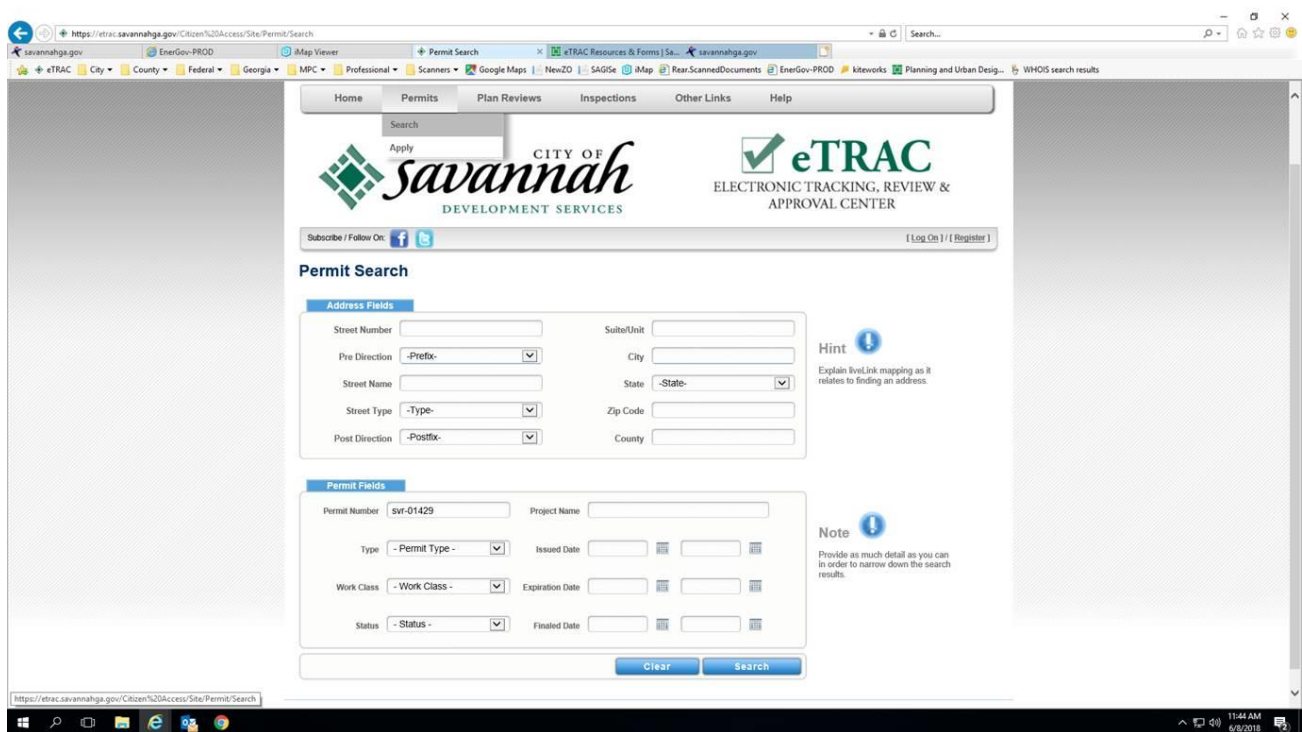 https://etrac.savannahga.gov/Citizen%20Access/Site/Permit/Search
Search...
savannahga.gov EnerGov-PROD iMap Viewer Permit Search × eTRAC Resources & Forms | Sa... savannahga.gov
eTRAC City County Federal Georgia MPC Professional Scanners Google Maps NewZO SAGISe iMap Rear.ScannedDocuments EnerGov-PROD kiteworks Planning and Urban Desig... WHOIS search results
Home Permits Plan Reviews Inspections Other Links Help
Search
Apply
CITY OF
Savannah
DEVELOPMENT SERVICES
eTRAC
ELECTRONIC TRACKING, REVIEW &
APPROVAL CENTER
Subscribe / Follow On: [ Log On ] / [ Register ]
Permit Search
Address Fields
Street Number Suite/Unit
Pre Direction -Prefix- City
Street Name State -State-
Street Type -Type- Zip Code
Post Direction -Postfix- County
Hint
Explain liveLink mapping as it
relates to finding an address.
Permit Fields
Permit Number svr-01429 Project Name
Type - Permit Type - Issued Date
Work Class - Work Class - Expiration Date
Status - Status - Finaled Date
Note
Provide as much detail as you can
in order to narrow down the search
results.
Clear Search
https://etrac.savannahga.gov/Citizen%20Access/Site/Permit/Search
11:44 AM
6/8/2018